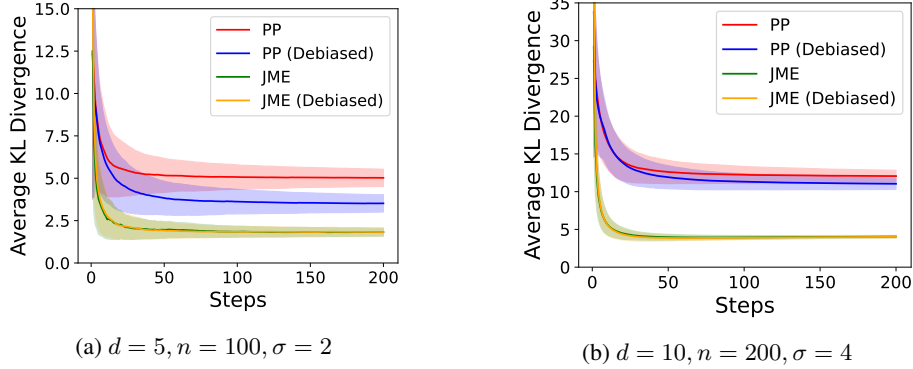 15.0
12.5
10.0
7.5
5.0
2.5
0.0
Average KL Divergence
PP
PP (Debiased)
JME
JME (Debiased)
0 50 100 150 200
Steps
(a) d = 5, n = 100, σ = 2
35
30
25
20
15
10
5
0
Average KL Divergence
PP
PP (Debiased)
JME
JME (Debiased)
0 50 100 150 200
Steps
(b) d = 10, n = 200, σ = 4